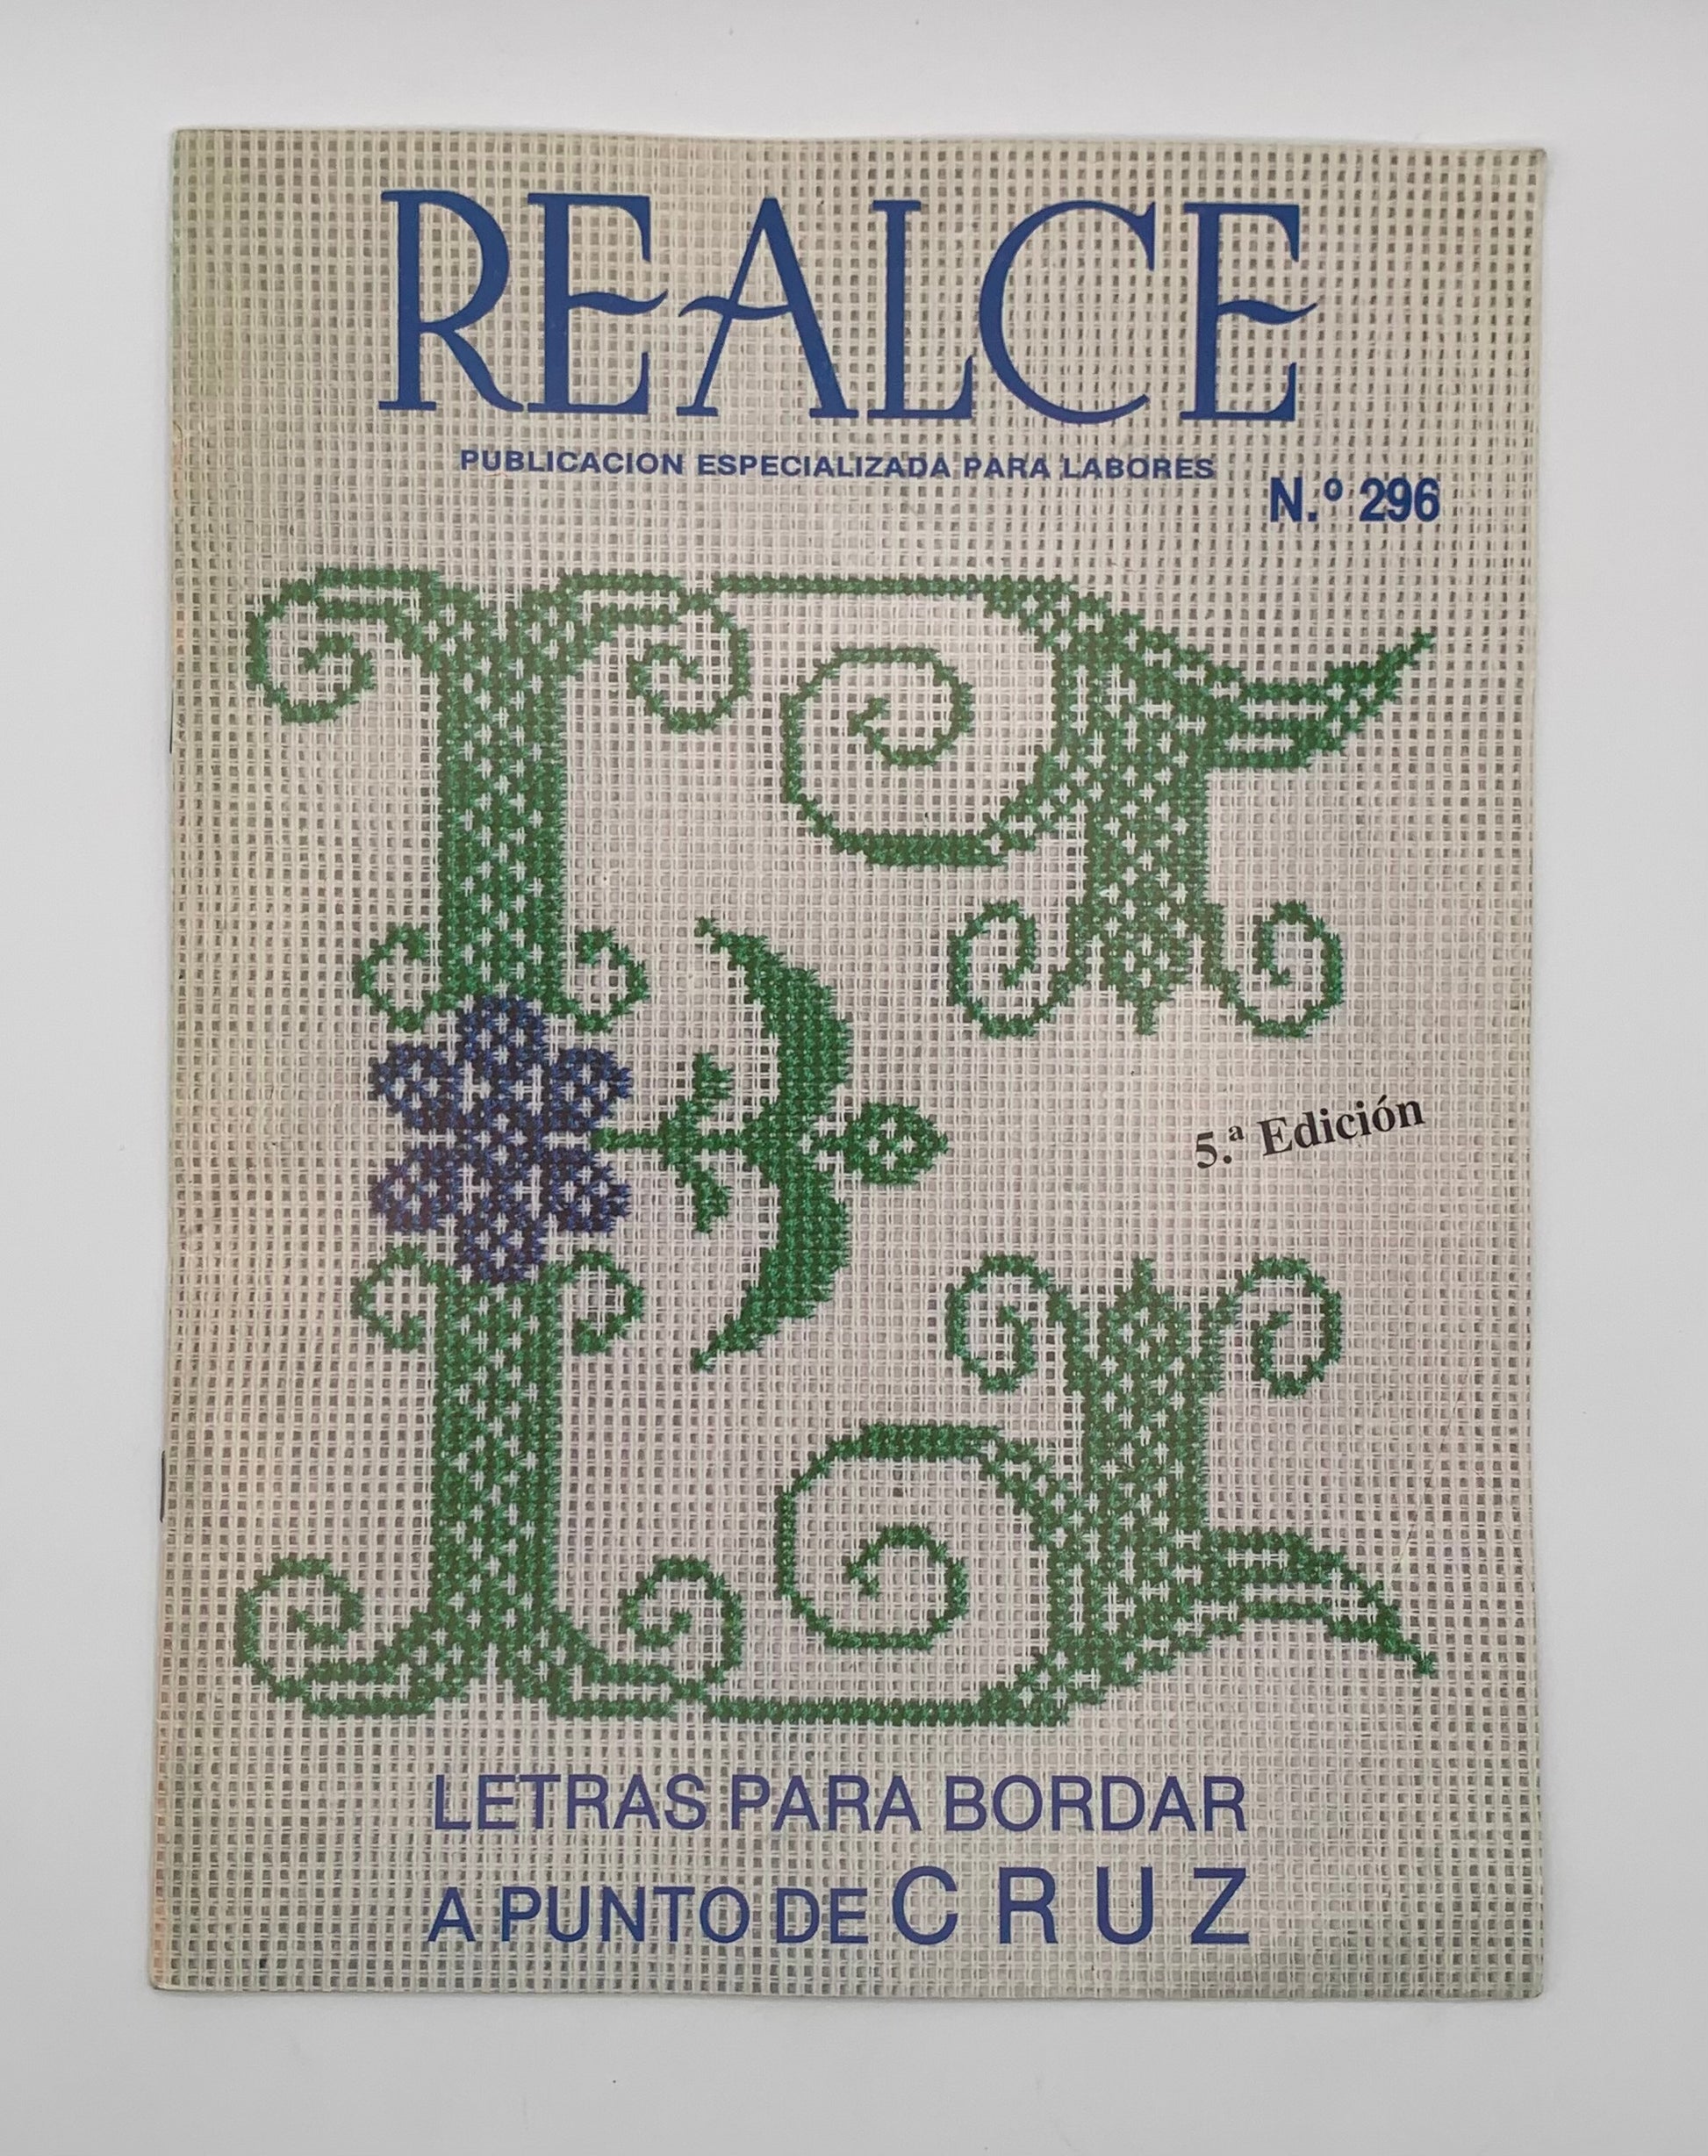 REALCE
PUBLICACION ESPECIALIZADA PARA LABORES
N.º 296
5.ª Edición
LETRAS PARA BORDAR
A PUNTO DE CRUZ